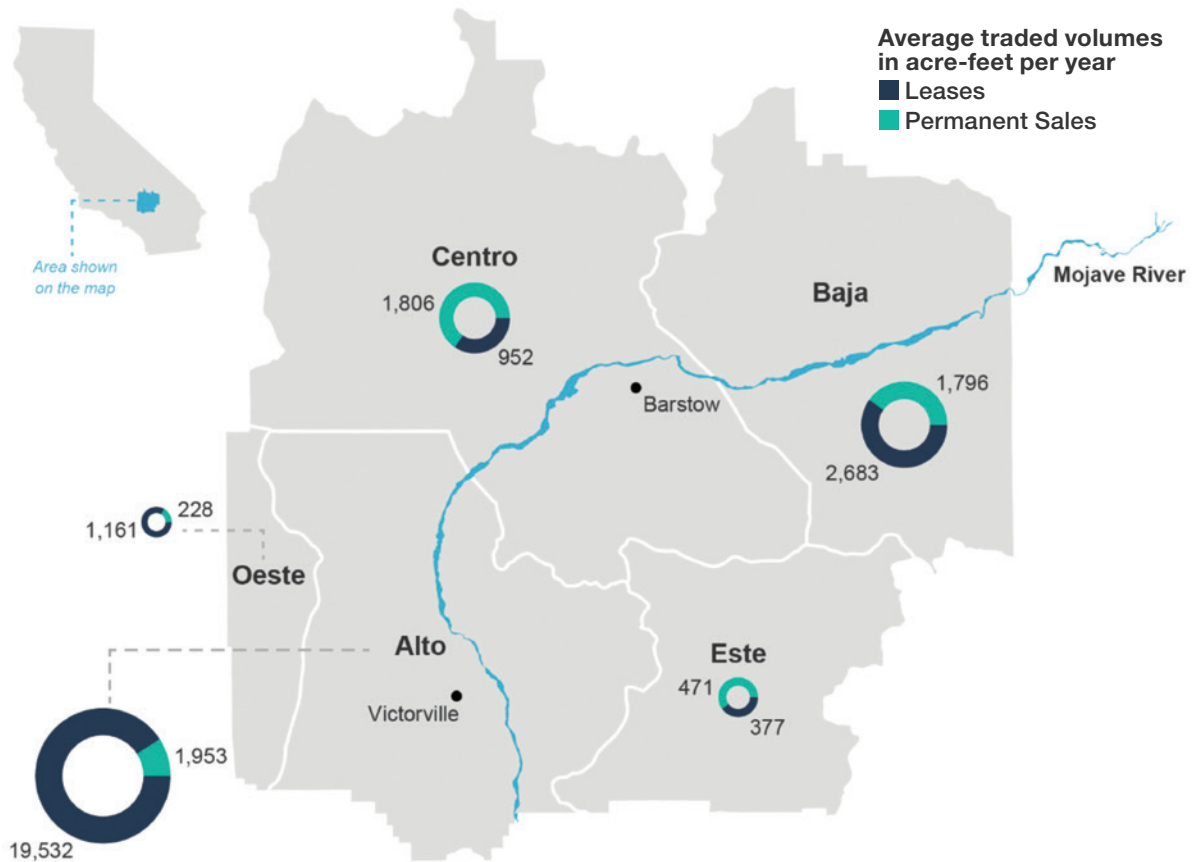 Average traded volumes
in acre-feet per year
Leases
Permanent Sales
Area shown
on the map
Centro
1,806
952
Baja
Mojave River
Barstow
1,796
2,683
228
1,161
Oeste
Alto
Este
471
377
Victorville
1,953
19,532